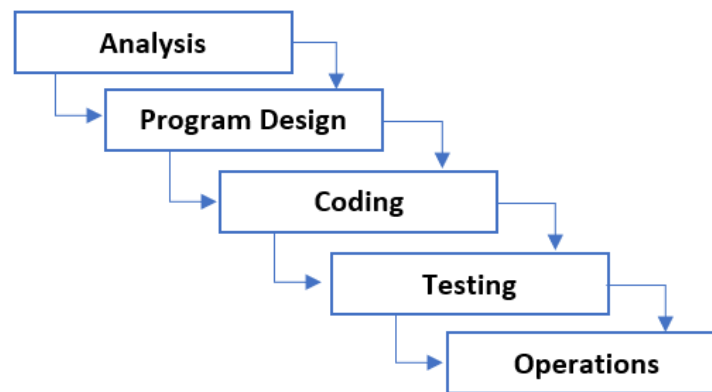 Analysis
Program Design
Coding
Testing
Operations